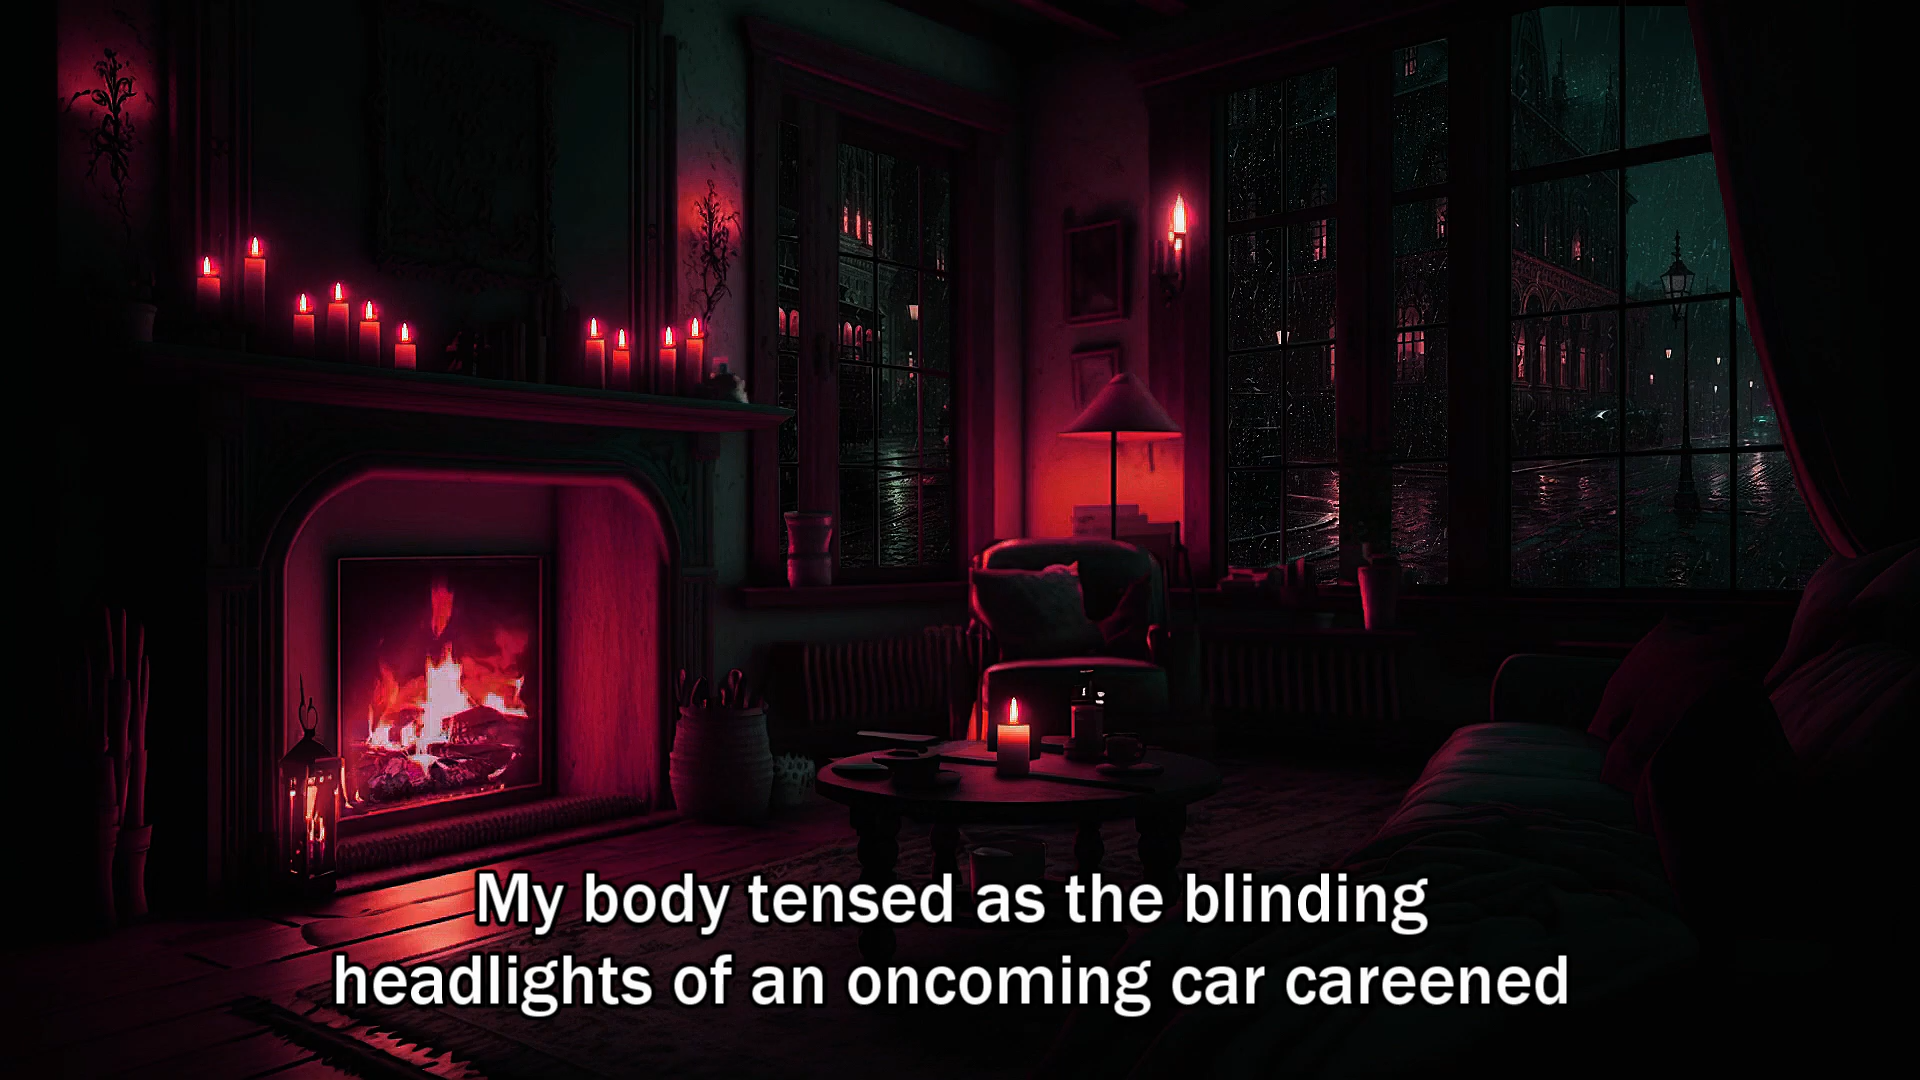 My body tensed as the blinding
headlights of an oncoming car careened